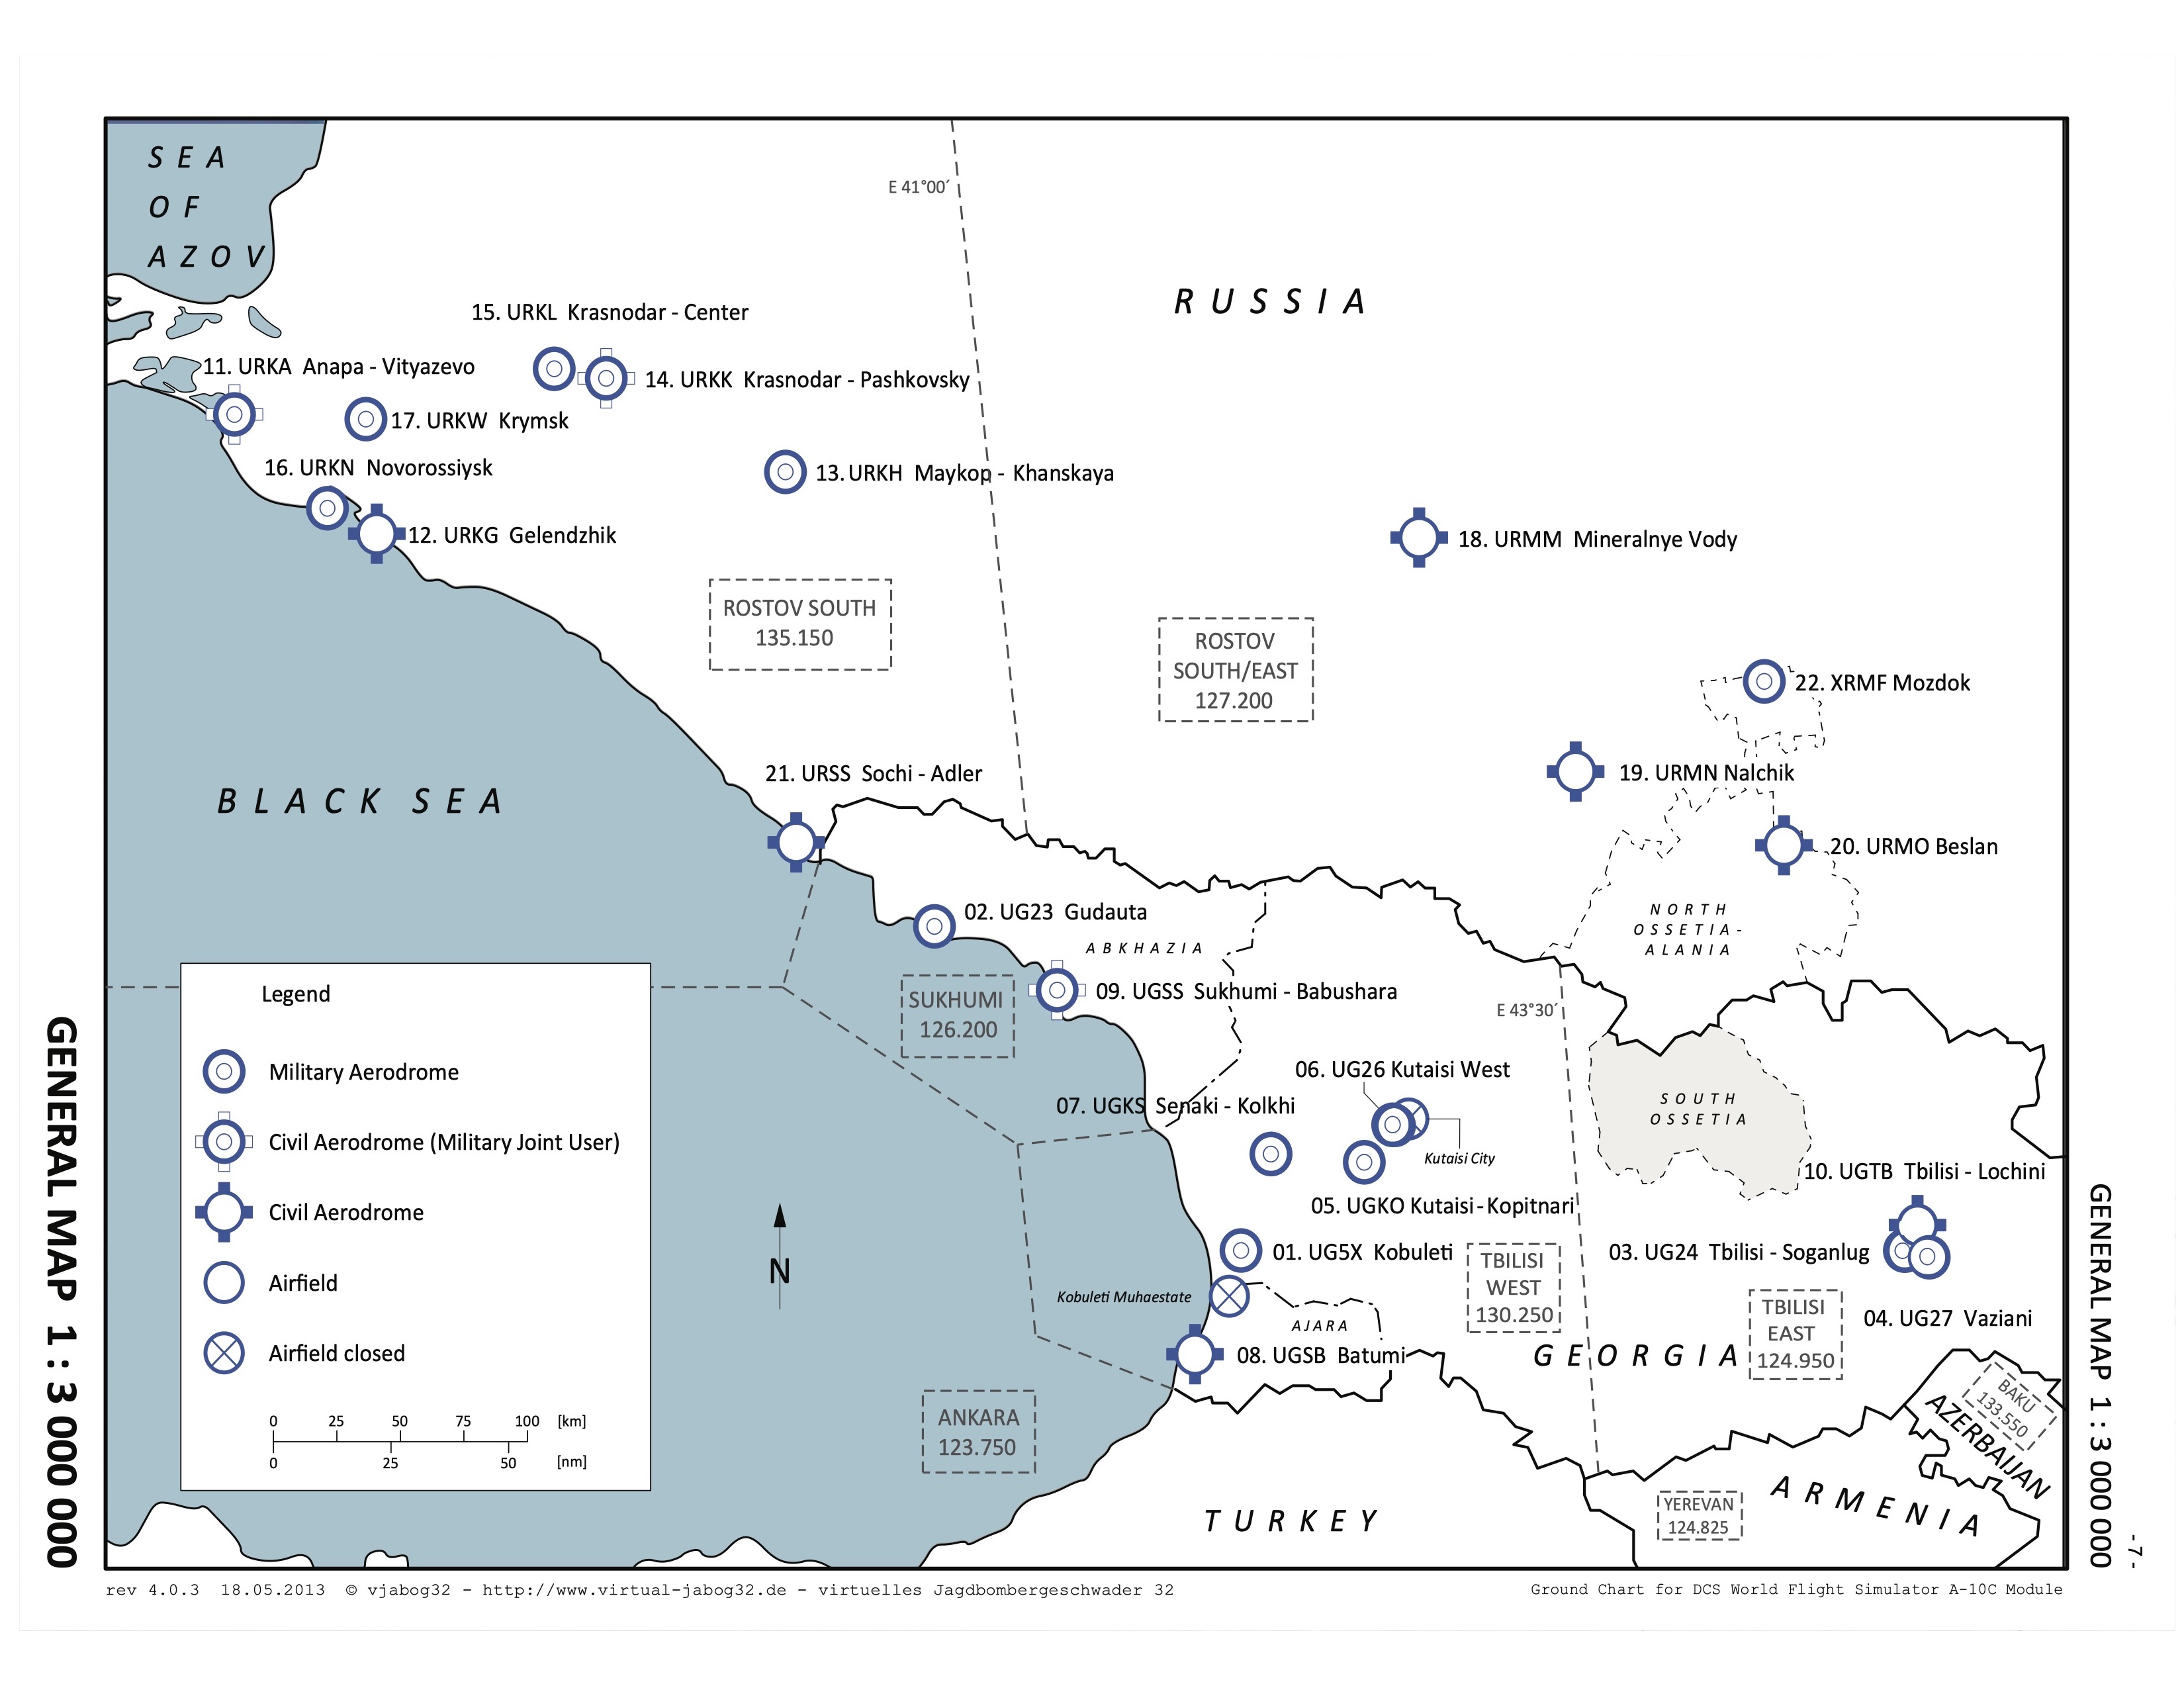 SEA
OF
AZOV
E 41°00´
RUSSIA
15. URKL Krasnodar - Center
11. URKA Anapa - Vityazevo
14. URKK Krasnodar - Pashkovsky
17. URKW Krymsk
16. URKN Novorossiysk
13. URKH Maykop - Khanskaya
12. URKG Gelendzhik
18. URMM Mineralnye Vody
ROSTOV SOUTH
135.150
ROSTOV
SOUTH/EAST
127.200
22. XRMF Mozdok
21. URSS Sochi - Adler
19. URMN Nalchik
BLACK SEA
20. URMO Beslan
02. UG23 Gudauta
ABKHAZIA
NORTH
OSSETIA-
ALANIA
09. UGSS Sukhumi - Babushara
SUKHUMI
126.200
E 43°30´
06. UG26 Kutaisi West
07. UGKS Senaki - Kolkhi
Kutaisi City
SOUTH
OSSETIA
10. UGTB Tbilisi - Lochini
05. UGKO Kutaisi - Kopitnari
01. UG5X Kobuleti
03. UG24 Tbilisi - Soganlug
TBILISI
WEST
130.250
Kobuleti Muhaestate
AJARA
TBILISI
EAST
124.950
04. UG27 Vaziani
08. UGSB Batumi
GEORGIA
BAKU
133.550
AZERBAIJAN
ANKARA
123.750
TURKEY
YEREVAN
124.825
ARMENIA
N
Legend
Military Aerodrome
Civil Aerodrome (Military Joint User)
Civil Aerodrome
Airfield
Airfield closed
0 25 50 75 100 [km]
0 25 50 [nm]
GENERAL MAP 1 : 3 000 000
GENERAL MAP 1 : 3 000 000
- 7 -
rev 4.0.3 18.05.2013 © vjabog32 - http://www.virtual-jabog32.de - virtuelles Jagdbombergeschwader 32
Ground Chart for DCS World Flight Simulator A-10C Module